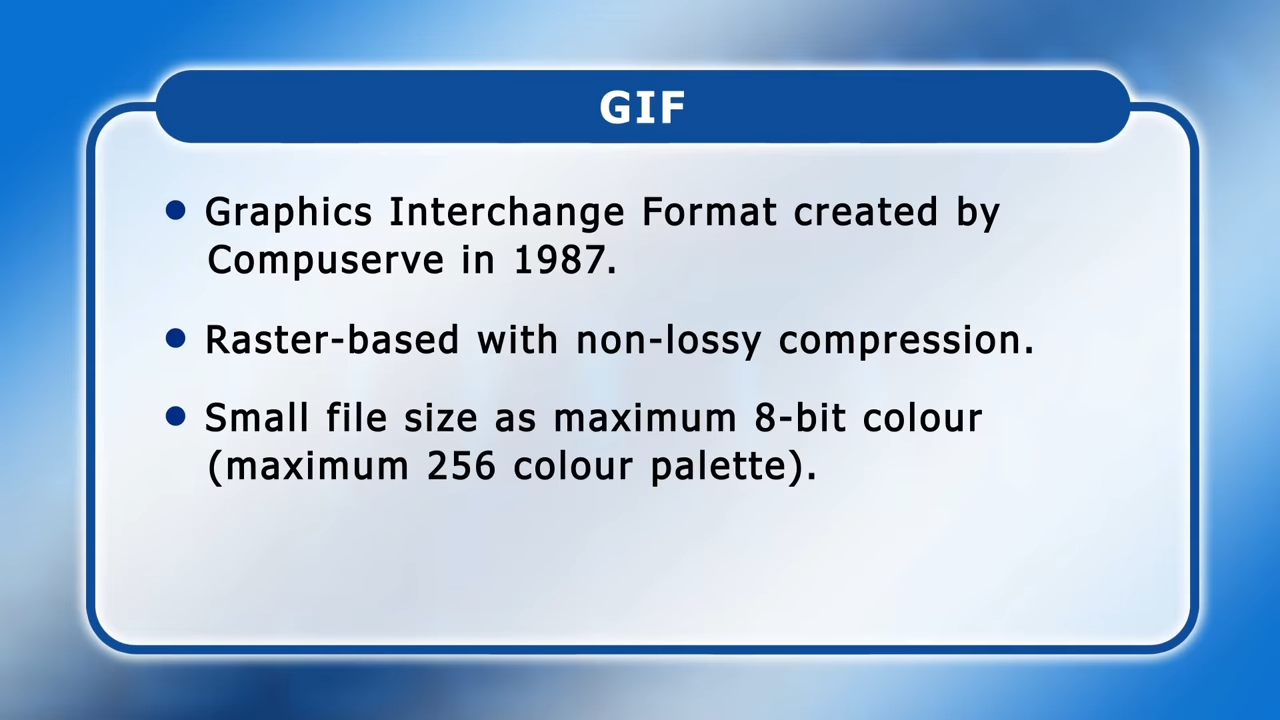 GIF
• Graphics Interchange Format created by
Compuserve in 1987.
• Raster-based with non-lossy compression.
• Small file size as maximum 8-bit colour
(maximum 256 colour palette).